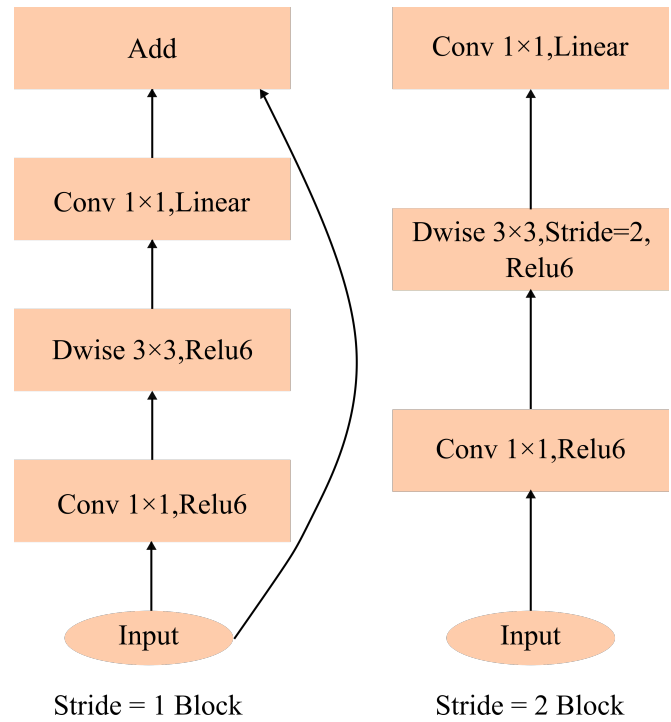 Add
Conv 1×1,Linear
Dwise 3×3,Relu6
Conv 1×1,Relu6
Input
Stride = 1 Block
Conv 1×1,Linear
Dwise 3×3,Stride=2,
Relu6
Conv 1×1,Relu6
Input
Stride = 2 Block